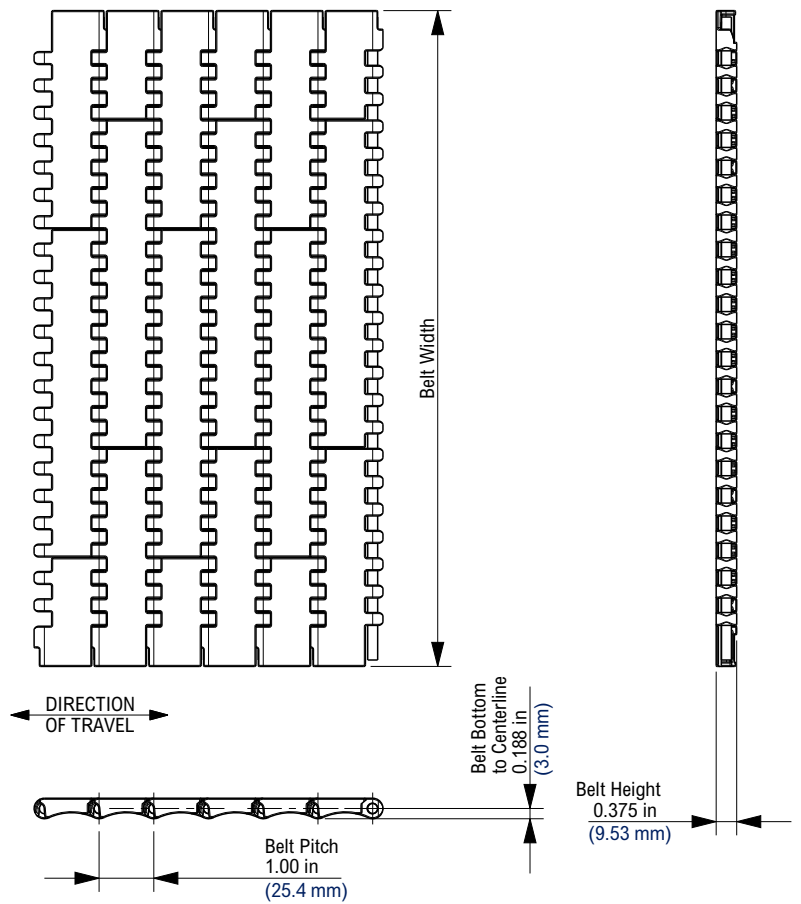 Belt Width
DIRECTION
OF TRAVEL
Belt Bottom
to Centerline
0.188 in
(3.0 mm)
Belt Height
0.375 in
(9.53 mm)
Belt Pitch
1.00 in
(25.4 mm)